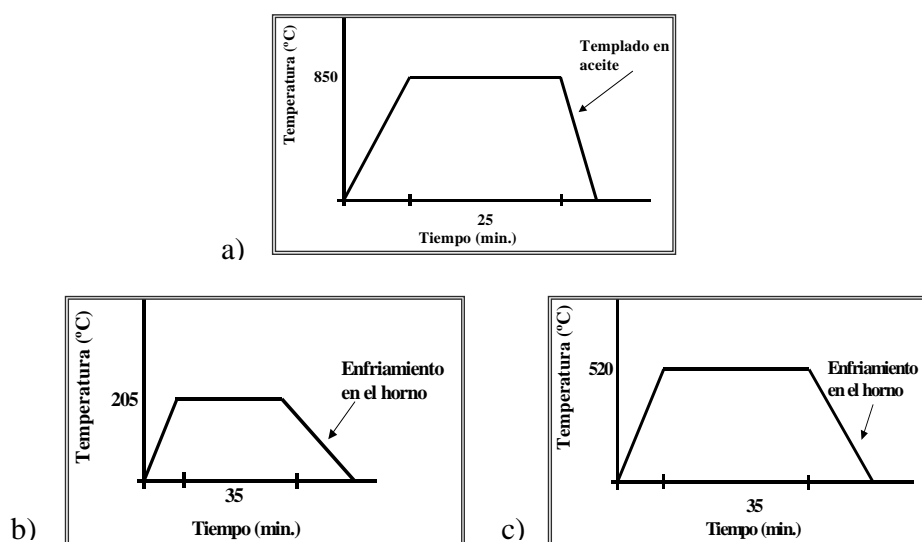 Temperatura (ºC)
Templado en
aceite
850
25
Tiempo (min.)
a)
Temperatura (ºC)
Enfriamiento
en el horno
205
35
Tiempo (min.)
b)
Temperatura (ºC)
520
Enfriamiento
en el horno
35
Tiempo (min.)
c)